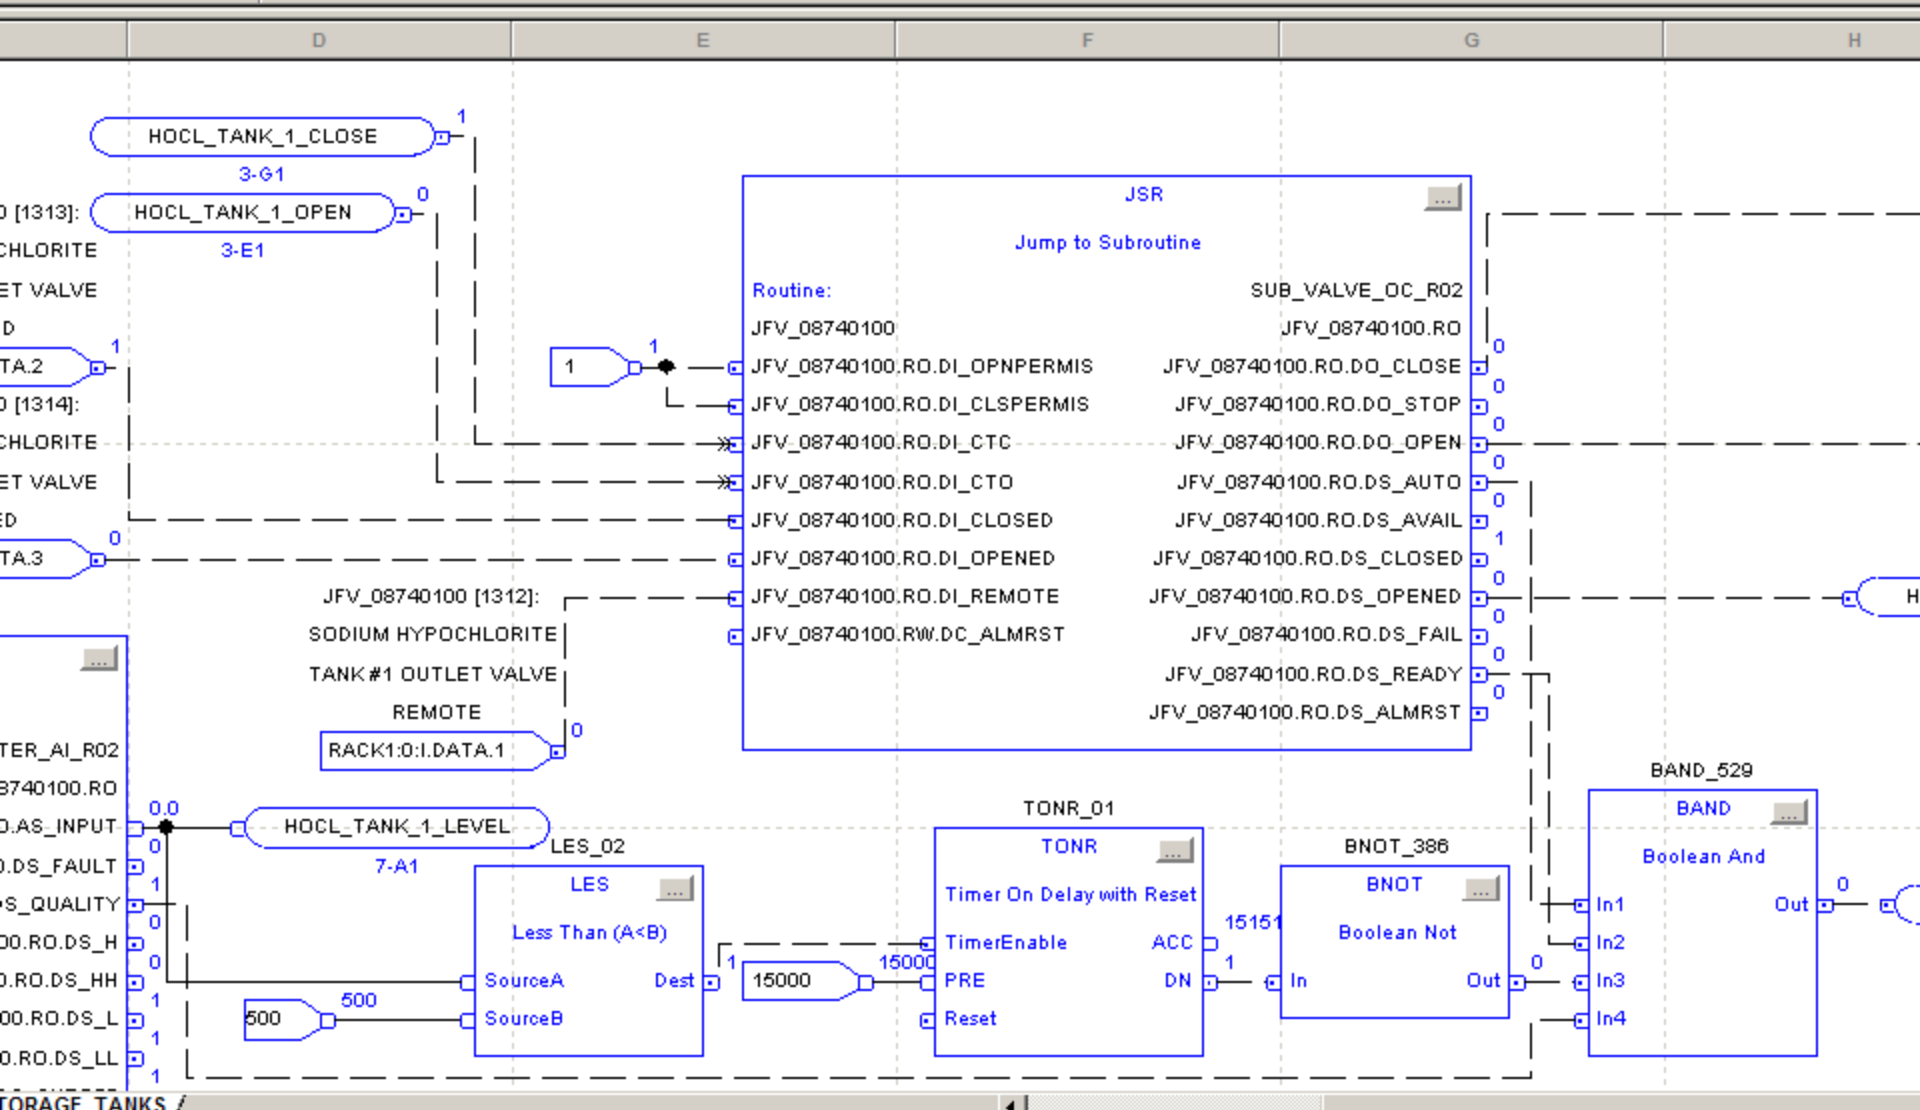 D E F G H
HOCL_TANK_1_CLOSE 1
3-G1
HOCL_TANK_1_OPEN 0
3-E1
0 [1313]:
CHLORITE
ET VALVE
D
TA.2 1
0 [1314]:
CHLORITE
ET VALVE
ED
TA.3 0
JSR ...
Jump to Subroutine
Routine: SUB_VALVE_OC_R02
JFV_08740100 JFV_08740100.RO
1 1
JFV_08740100.RO.DI_OPNPERMIS JFV_08740100.RO.DO_CLOSE 0
JFV_08740100.RO.DI_CLSPERMIS JFV_08740100.RO.DO_STOP 0
JFV_08740100.RO.DI_CTC JFV_08740100.RO.DO_OPEN 0
JFV_08740100.RO.DI_CTO JFV_08740100.RO.DS_AUTO 0
JFV_08740100.RO.DI_CLOSED JFV_08740100.RO.DS_AVAIL 0
JFV_08740100.RO.DI_OPENED JFV_08740100.RO.DS_CLOSED 1
JFV_08740100.RO.DI_REMOTE JFV_08740100.RO.DS_OPENED 0
JFV_08740100.RW.DC_ALMRST JFV_08740100.RO.DS_FAIL 0
JFV_08740100.RO.DS_READY 0
JFV_08740100.RO.DS_ALMRST 0
H
JFV_08740100 [1312]:
SODIUM HYPOCHLORITE
TANK #1 OUTLET VALVE
REMOTE
RACK1:0:I.DATA.1 0
...
TER_AI_R02
8740100.RO
O.AS_INPUT 0.0
O.DS_FAULT 0
S_QUALITY 1
00.RO.DS_H 0
0.RO.DS_HH 0
00.RO.DS_L 1
0.RO.DS_LL 1
1
HOCL_TANK_1_LEVEL
7-A1
LES_02
LES ...
Less Than (A<B)
SourceA Dest 1
SourceB
500 500
TONR_01
TONR ...
Timer On Delay with Reset
TimerEnable ACC 15151
15000 15000 PRE DN 1
Reset
BNOT_386
BNOT ...
Boolean Not
In Out 0
BAND_529
BAND ...
Boolean And
In1 Out 0
In2
In3
In4
TORAGE_TANKS